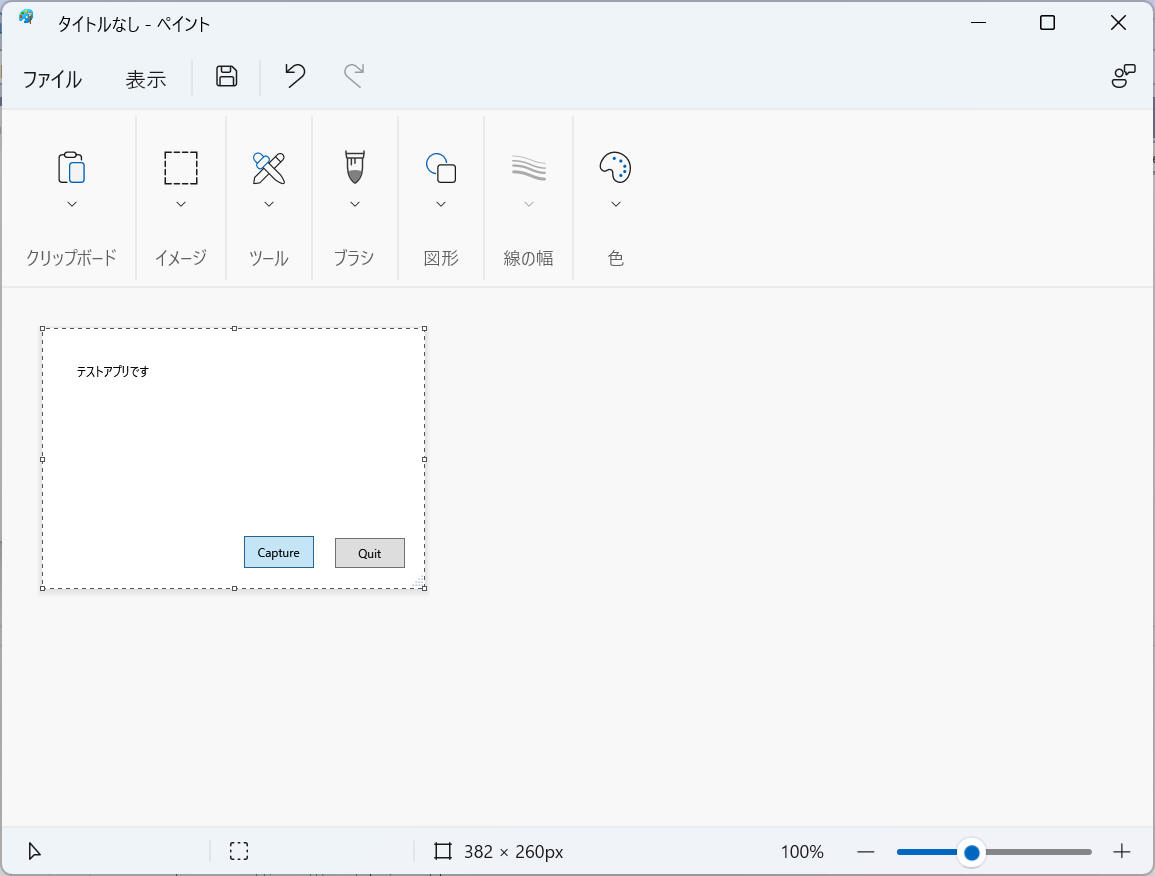 タイトルなし - ペイント
ファイル 表示
クリップボード イメージ ツール ブラシ 図形 線の幅 色
テストアプリです
Capture Quit
382 × 260px 100%